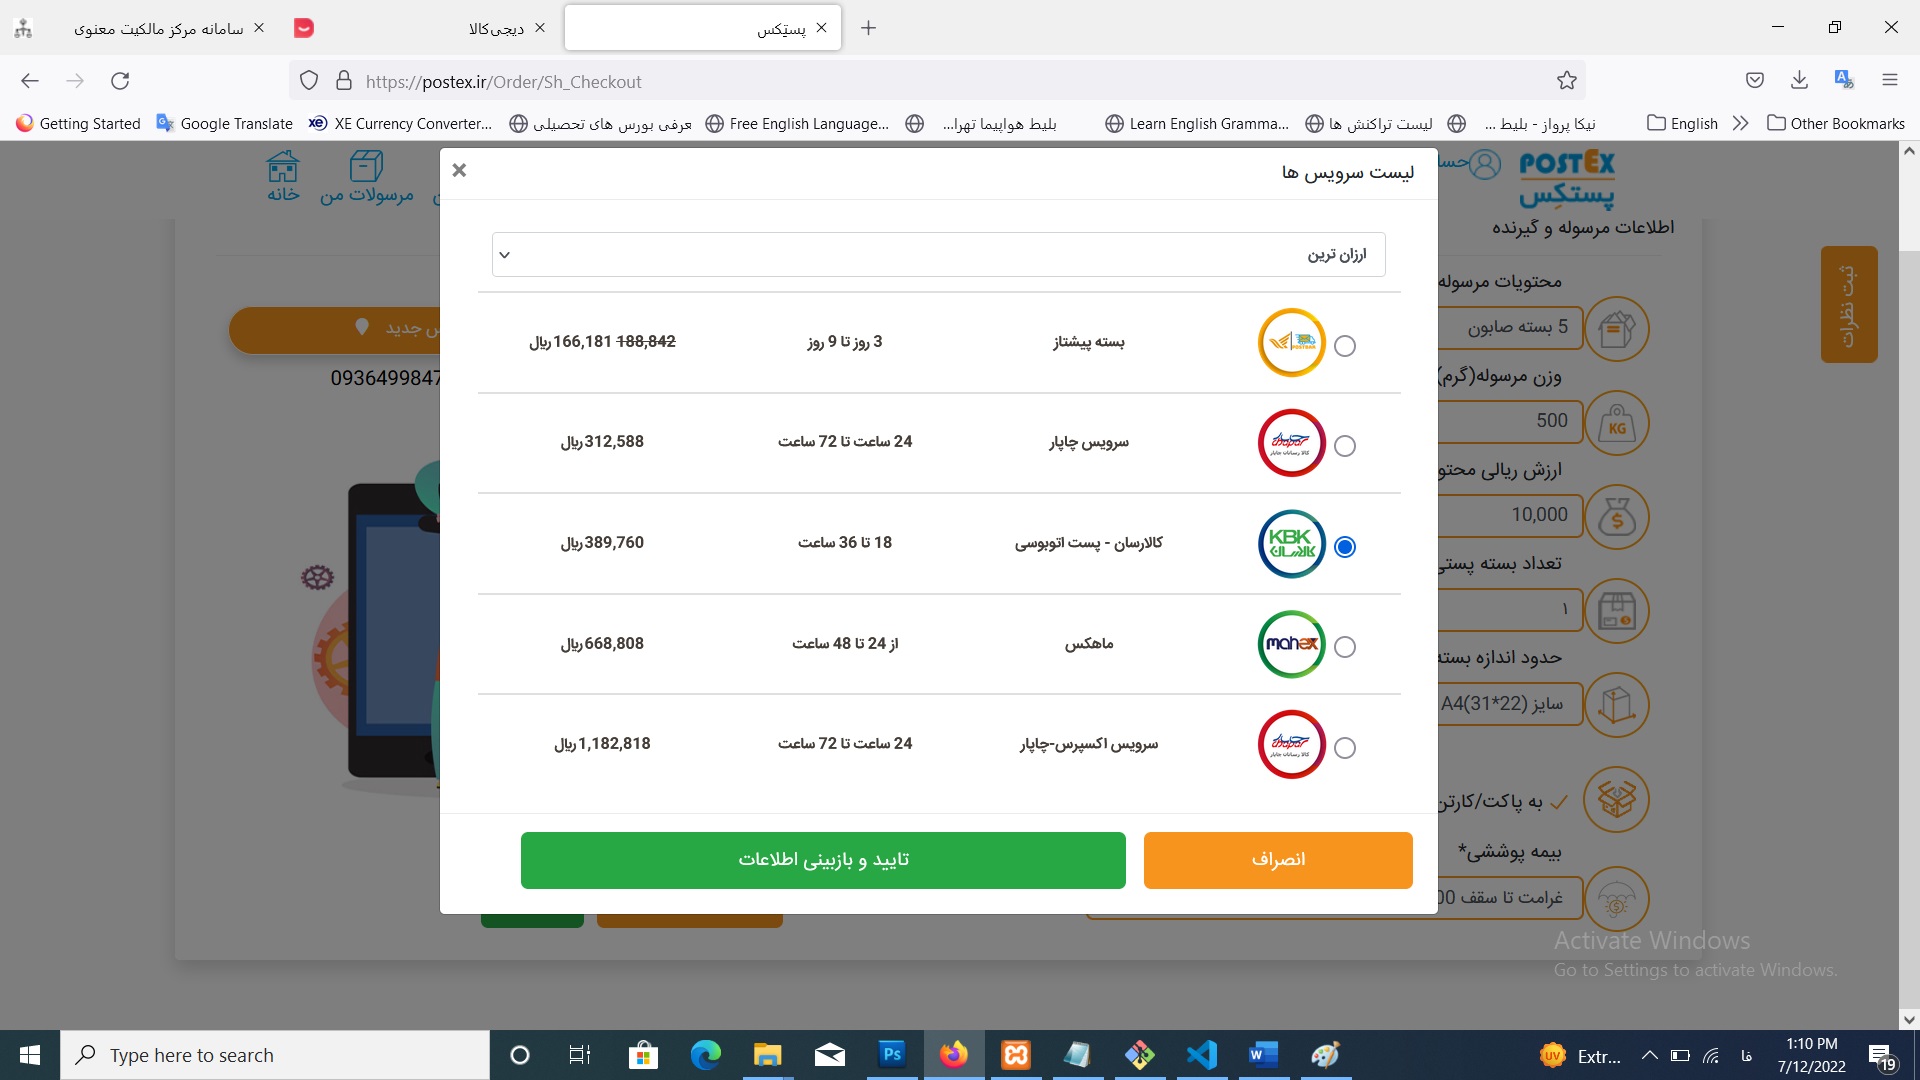 سامانه مرکز مالکیت معنوی
دیجی‌کالا
پستِکس
https://postex.ir/Order/Sh_Checkout
Getting Started
Google Translate
XE Currency Converter...
عرفی بورس های تحصیلی
Free English Language...
بلیط هواپیما تهرا...
Learn English Gramma...
لیست تراکنش ها
نیکا پرواز - بلیط ...
English
Other Bookmarks
POSTEX
پستِکس
حسا
مرسولات من
خانه
لیست سرویس ها
ارزان ترین
بسته پیشتاز
3 روز تا 9 روز
188,842 166,181 ریال
سرویس چاپار
24 ساعت تا 72 ساعت
312,588 ریال
KBK
کالارسان
کالارسان - پست اتوبوسی
18 تا 36 ساعت
389,760 ریال
mahex
ماهکس
از 24 تا 48 ساعت
668,808 ریال
سرویس اکسپرس-چاپار
24 ساعت تا 72 ساعت
1,182,818 ریال
انصراف
تایید و بازبینی اطلاعات
اطلاعات مرسوله و گیرنده
محتویات مرسوله
5 بسته صابون
وزن مرسوله(گرم)
KG
500
ارزش ریالی محتو
10,000
تعداد بسته پستی
۱
حدود اندازه بسته
سایز A4(31*22)
به پاکت/کارتن
بیمه پوششی*
غرامت تا سقف 00
ثبت نظرات
س جدید
0936499847
Activate Windows
Go to Settings to activate Windows.
Type here to search
Ps
UV
Extr...
فا
1:10 PM
7/12/2022
19